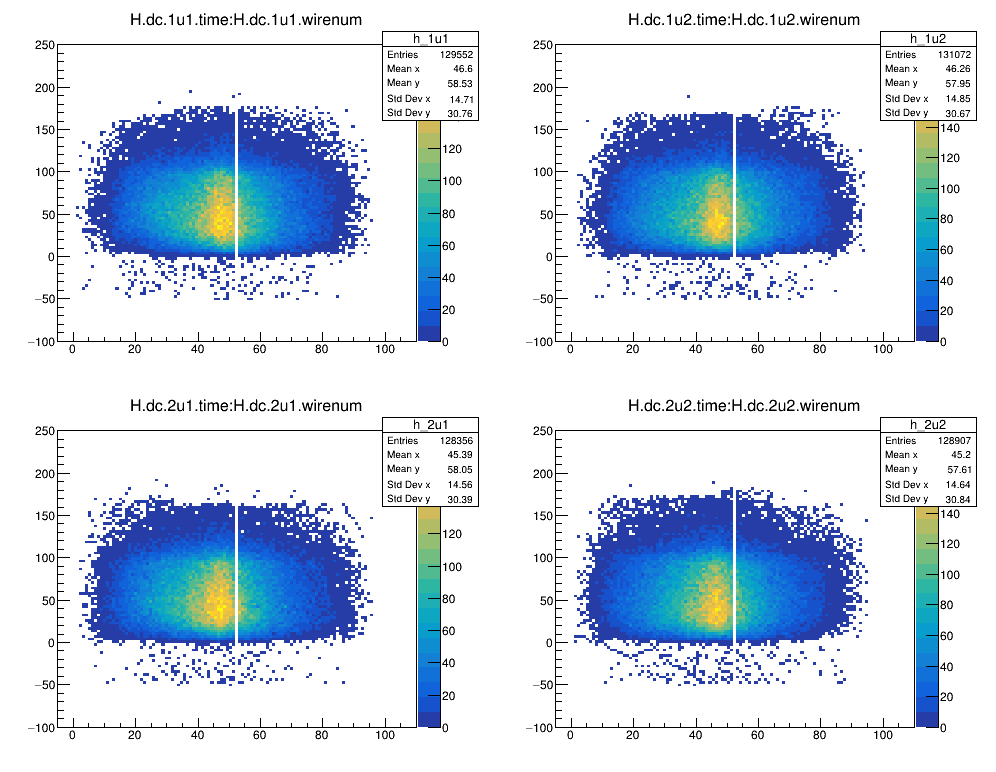 H.dc.1u1.time:H.dc.1u1.wirenum
h_1u1
Entries 129552
Mean x 46.6
Mean y 58.53
Std Dev x 14.71
Std Dev y 30.76
250
200
150
100
50
0
−50
−100
0 20 40 60 80 100
120
100
80
60
40
20
0
H.dc.1u2.time:H.dc.1u2.wirenum
h_1u2
Entries 131072
Mean x 46.26
Mean y 57.95
Std Dev x 14.85
Std Dev y 30.67
250
200
150
100
50
0
−50
−100
0 20 40 60 80 100
140
120
100
80
60
40
20
0
H.dc.2u1.time:H.dc.2u1.wirenum
h_2u1
Entries 128356
Mean x 45.39
Mean y 58.05
Std Dev x 14.56
Std Dev y 30.39
250
200
150
100
50
0
−50
−100
0 20 40 60 80 100
120
100
80
60
40
20
0
H.dc.2u2.time:H.dc.2u2.wirenum
h_2u2
Entries 128907
Mean x 45.2
Mean y 57.61
Std Dev x 14.64
Std Dev y 30.84
250
200
150
100
50
0
−50
−100
0 20 40 60 80 100
140
120
100
80
60
40
20
0